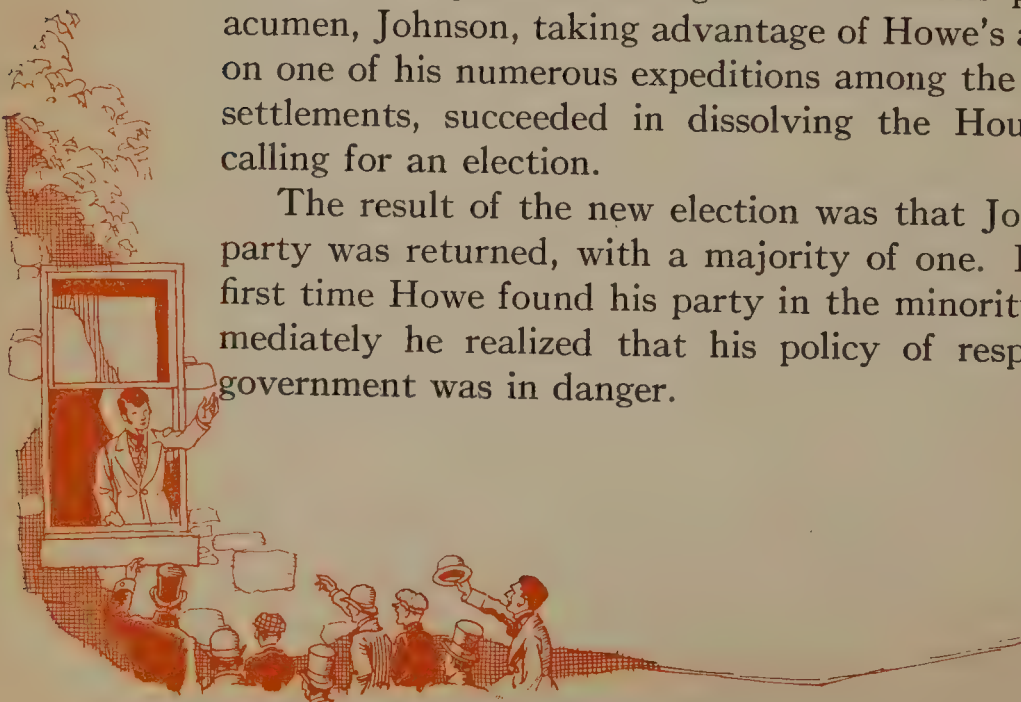 acumen, Johnson, taking advantage of Howe's
on one of his numerous expeditions among the
settlements, succeeded in dissolving the
calling for an election.
The result of the new election was that
party was returned, with a majority of one.
first time Howe found his party in the
mediately he realized that his policy of
government was in danger.